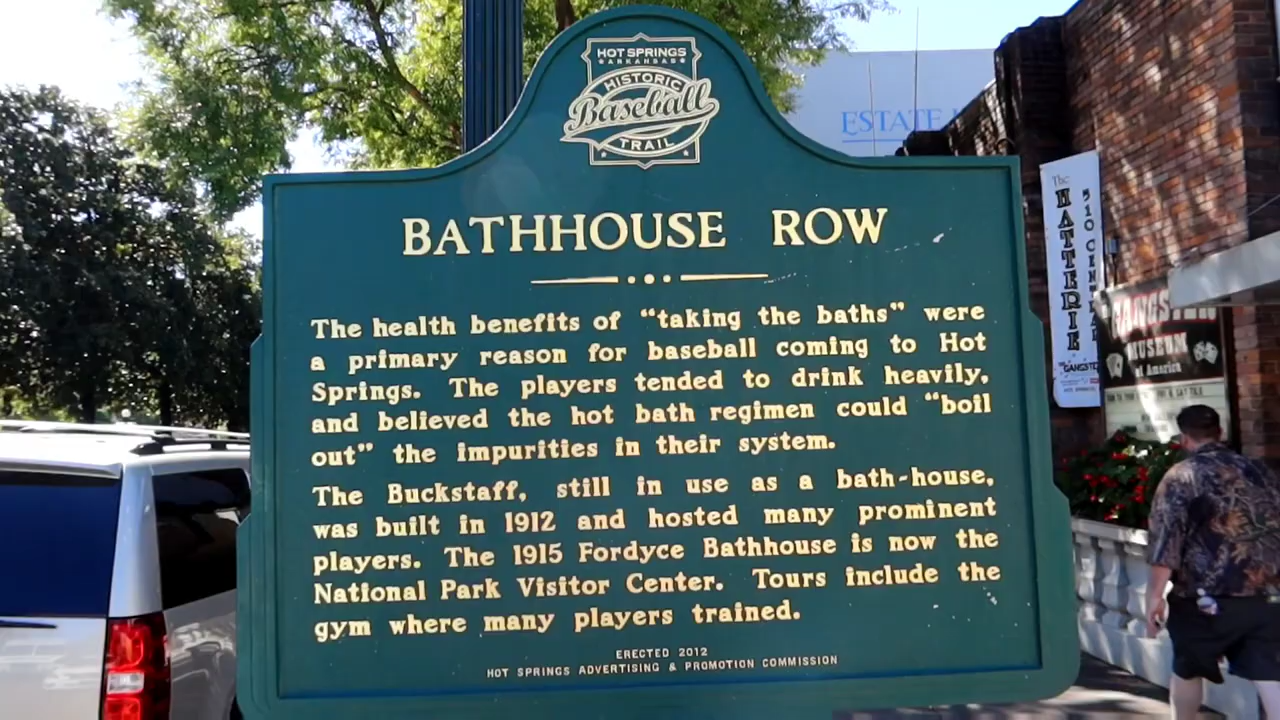 HOT SPRINGS
ARKANSAS
HISTORIC
Baseball
TRAIL
BATHHOUSE ROW
The health benefits of “taking the baths” were
a primary reason for baseball coming to Hot
Springs. The players tended to drink heavily,
and believed the hot bath regimen could “boil
out” the impurities in their system.
The Buckstaff, still in use as a bath-house,
was built in 1912 and hosted many prominent
players. The 1915 Fordyce Bathhouse is now the
National Park Visitor Center. Tours include the
gym where many players trained.
ERECTED 2012
HOT SPRINGS ADVERTISING & PROMOTION COMMISSION
ESTATE
The
HATTERIE
510 CENTRAL
GANGSTER
MUSEUM
of America